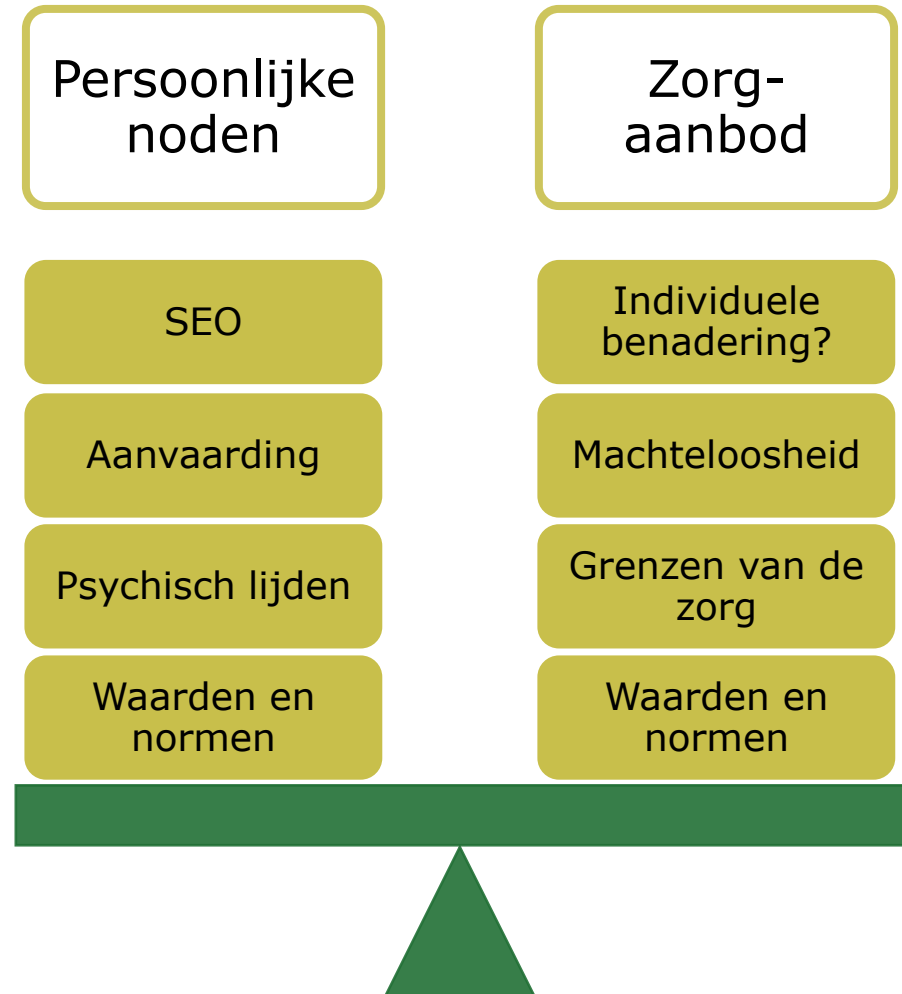 Persoonlijke
noden
Zorg-
aanbod
SEO
Individuele
benadering?
Aanvaarding
Machteloosheid
Psychisch lijden
Grenzen van de
zorg
Waarden en
normen
Waarden en
normen